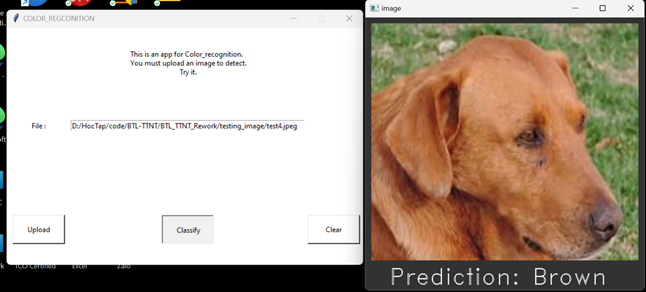 COLOR_REGCONITION
This is an app for Color_recognition.
You must upload an image to detect.
Try it.
File :
D:/HocTap/code/BTL-TTNT/BTL_TTNT_Rework/testing_image/test4.jpeg
Upload
Classify
Clear
image
Prediction: Brown
ICO Certified
Excel
Zalo